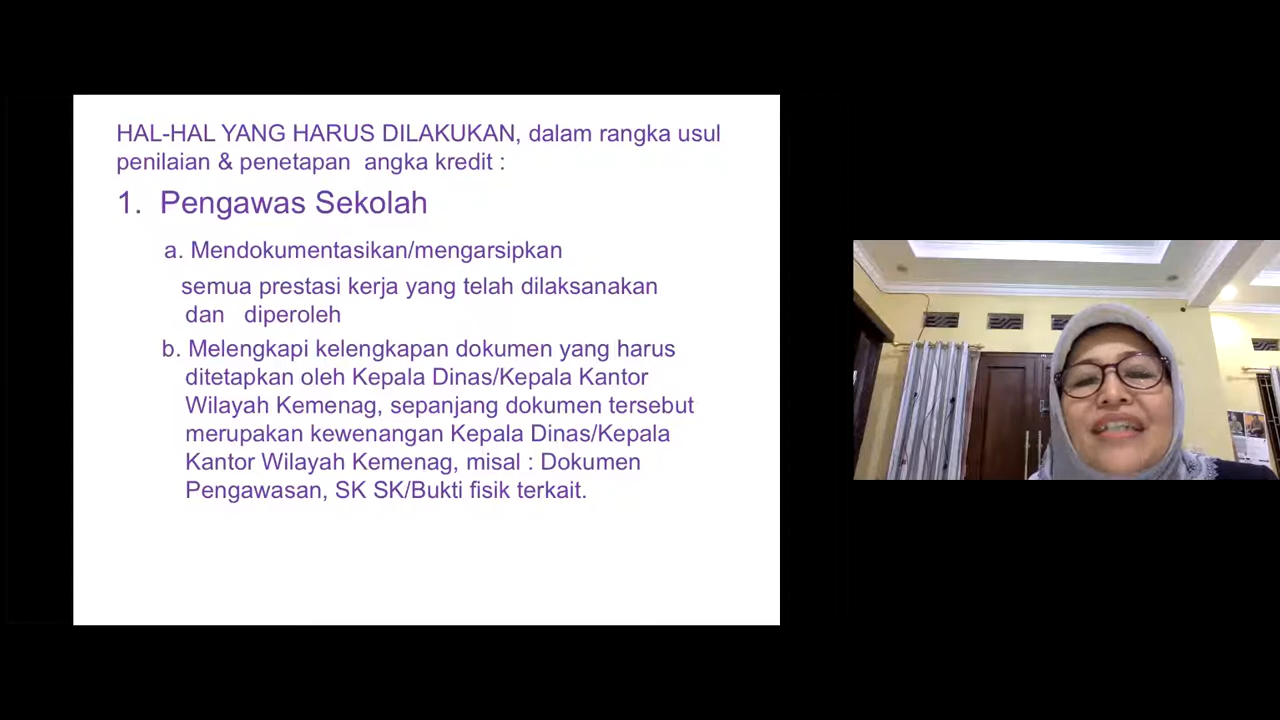 HAL-HAL YANG HARUS DILAKUKAN, dalam rangka usul
penilaian & penetapan angka kredit :
1. Pengawas Sekolah
a. Mendokumentasikan/mengarsipkan
semua prestasi kerja yang telah dilaksanakan
dan diperoleh
b. Melengkapi kelengkapan dokumen yang harus
ditetapkan oleh Kepala Dinas/Kepala Kantor
Wilayah Kemenag, sepanjang dokumen tersebut
merupakan kewenangan Kepala Dinas/Kepala
Kantor Wilayah Kemenag, misal : Dokumen
Pengawasan, SK SK/Bukti fisik terkait.